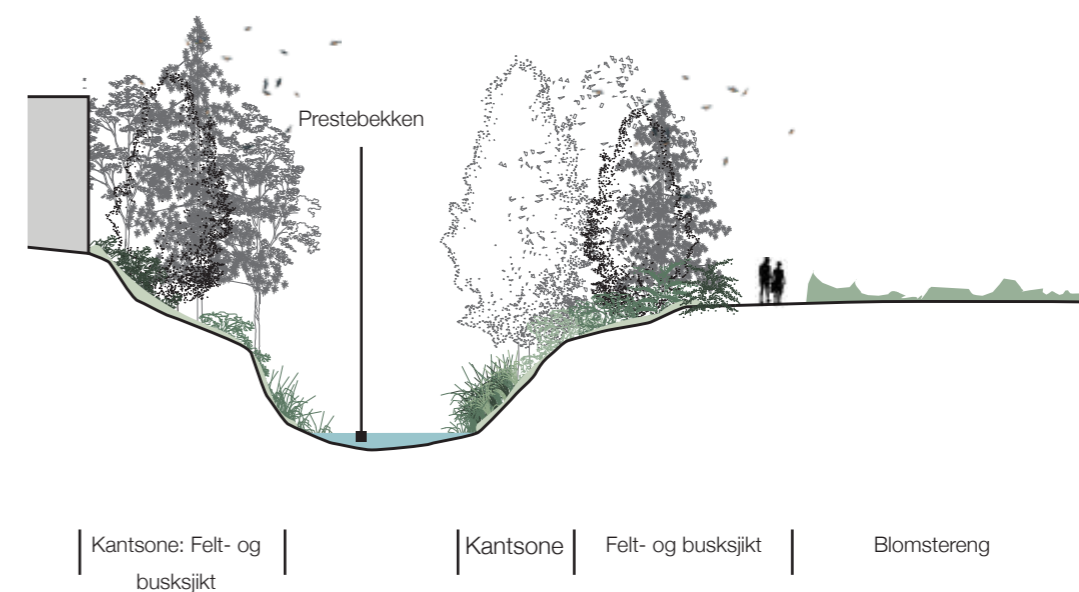 Prestebekken
Kantsone: Felt- og
busksjikt
Kantsone
Felt- og busksjikt
Blomstereng